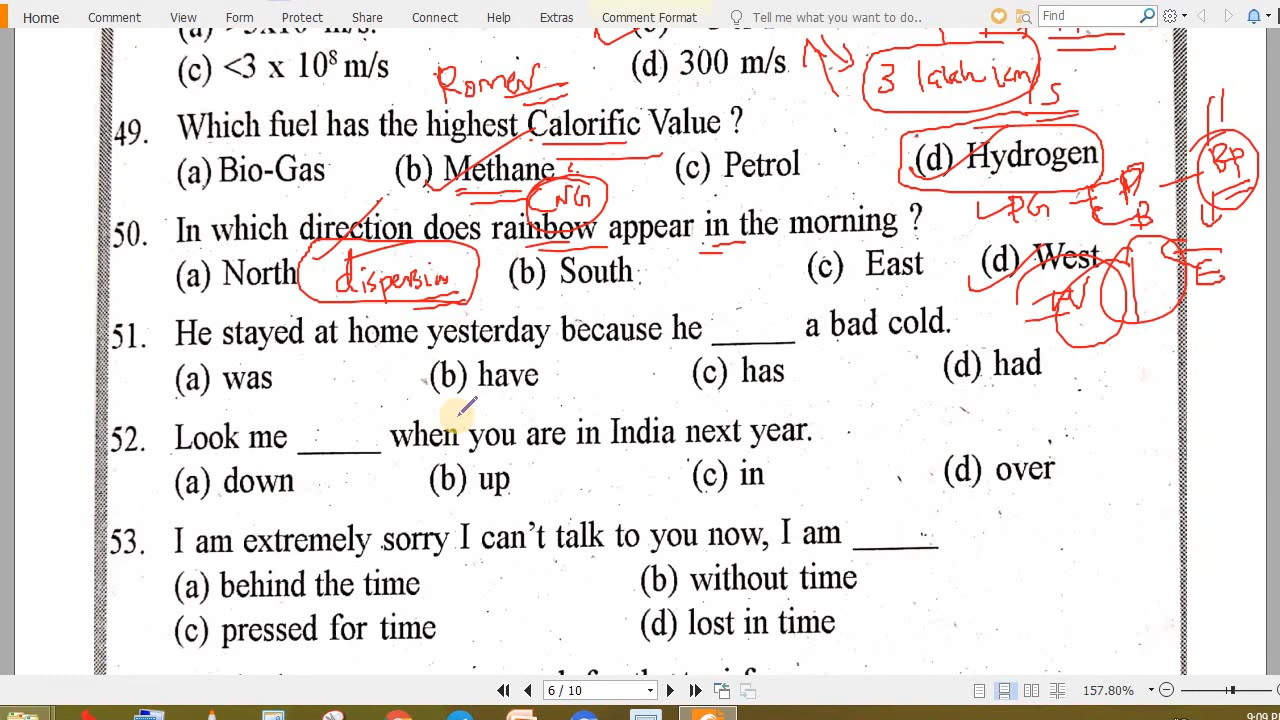 Home Comment View Form Protect Share Connect Help Extras Comment Format Tell me what you want to do.. Find
(c) <3 x 10⁸ m/s (d) 300 m/s 3 lakh km
Romer S
49. Which fuel has the highest Calorific Value ?
(a) Bio-Gas (b) Methane (c) Petrol (d) Hydrogen BP
NG PG P B
50. In which direction does rainbow appear in the morning ?
(a) North (b) South (c) East (d) West
dispersion W E
51. He stayed at home yesterday because he _____ a bad cold.
(a) was (b) have (c) has (d) had
52. Look me _____ when you are in India next year.
(a) down (b) up (c) in (d) over
53. I am extremely sorry I can't talk to you now, I am _____
(a) behind the time (b) without time
(c) pressed for time (d) lost in time
6 / 10 157.80%